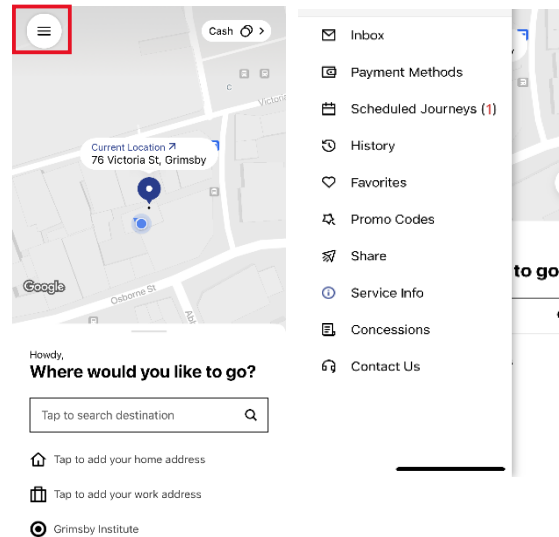 Cash
Victoria
Current Location
76 Victoria St, Grimsby
Google
Osborne St
Howdy,
Where would you like to go?
Tap to search destination
Tap to add your home address
Tap to add your work address
Grimsby Institute
Inbox
Payment Methods
Scheduled Journeys (1)
History
Favorites
Promo Codes
Share
Service Info
Concessions
Contact Us
to go